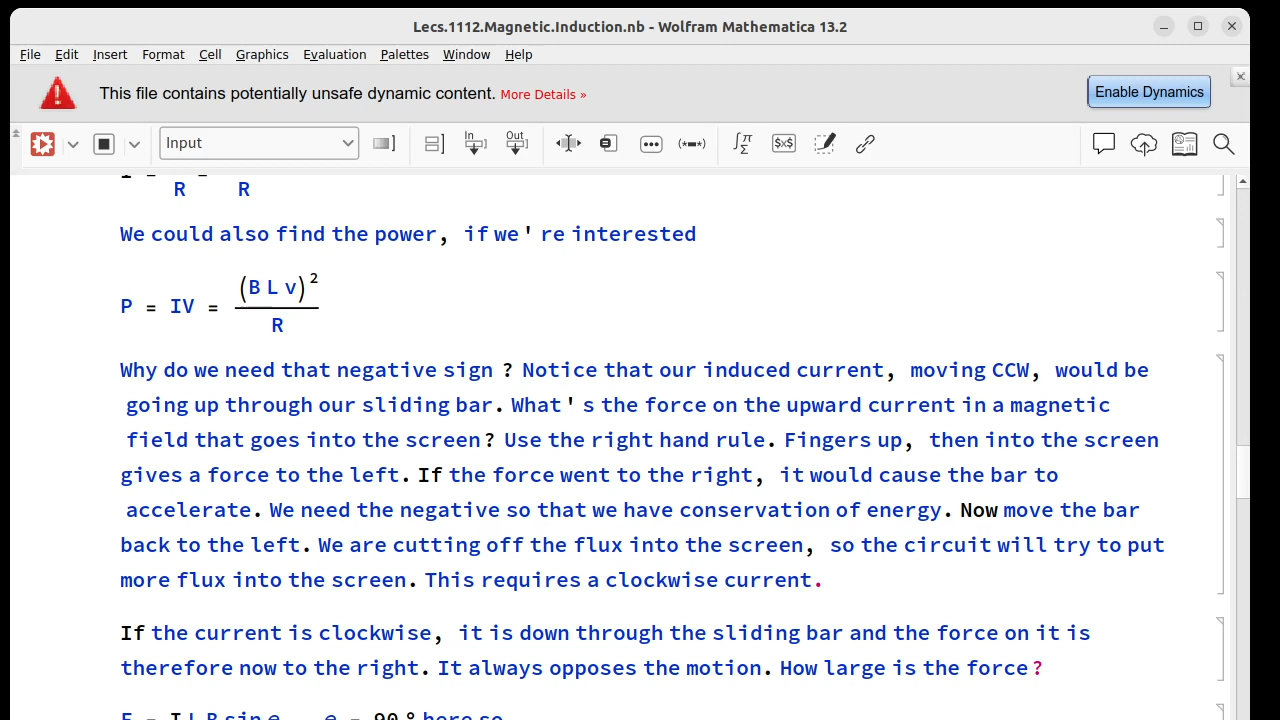 Lecs.1112.Magnetic.Induction.nb - Wolfram Mathematica 13.2
File Edit Insert Format Cell Graphics Evaluation Palettes Window Help
This file contains potentially unsafe dynamic content. More Details »
Enable Dynamics
Input
In
Out
R R
We could also find the power, if we ' re interested
P = IV = (B L v)^2 / R
Why do we need that negative sign ? Notice that our induced current, moving CCW, would be
going up through our sliding bar. What ' s the force on the upward current in a magnetic
field that goes into the screen? Use the right hand rule. Fingers up, then into the screen
gives a force to the left. If the force went to the right, it would cause the bar to
accelerate. We need the negative so that we have conservation of energy. Now move the bar
back to the left. We are cutting off the flux into the screen, so the circuit will try to put
more flux into the screen. This requires a clockwise current.
If the current is clockwise, it is down through the sliding bar and the force on it is
therefore now to the right. It always opposes the motion. How large is the force?